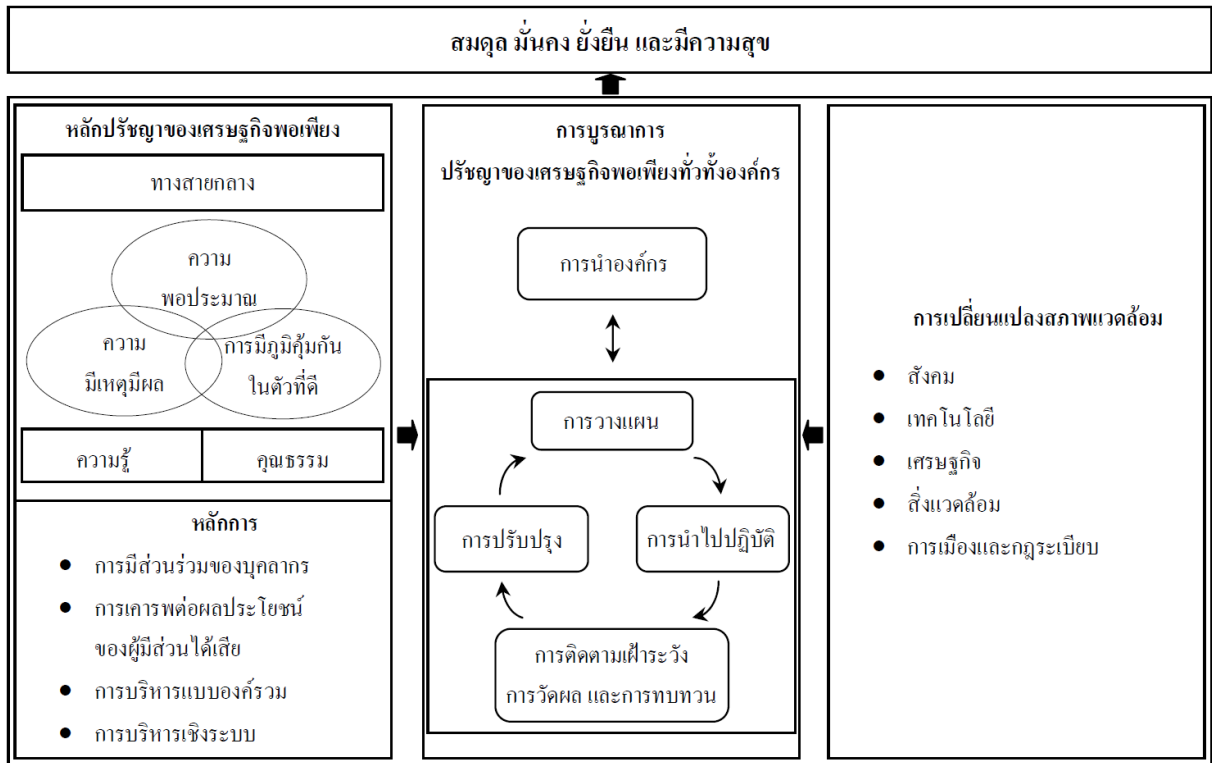 สมดุล มั่นคง ยั่งยืน และมีความสุข
หลักปรัชญาของเศรษฐกิจพอเพียง
ทางสายกลาง
ความ
พอประมาณ
ความ
มีเหตุมีผล
การมีภูมิคุ้มกัน
ในตัวที่ดี
ความรู้
คุณธรรม
หลักการ
● การมีส่วนร่วมของบุคลากร
● การเคารพต่อผลประโยชน์
ของผู้มีส่วนได้เสีย
● การบริหารแบบองค์รวม
● การบริหารเชิงระบบ
การบูรณาการ
ปรัชญาของเศรษฐกิจพอเพียงทั่วทั้งองค์กร
การนำองค์กร
การวางแผน
การปรับปรุง
การนำไปปฏิบัติ
การติดตามเฝ้าระวัง
การวัดผล และการทบทวน
การเปลี่ยนแปลงสภาพแวดล้อม
● สังคม
● เทคโนโลยี
● เศรษฐกิจ
● สิ่งแวดล้อม
● การเมืองและกฎระเบียบ